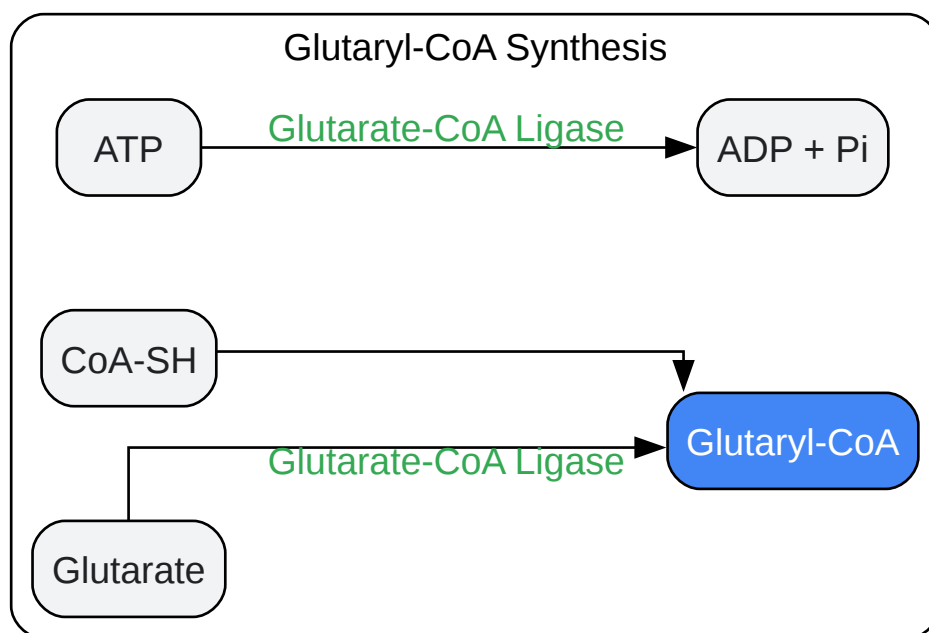 Glutaryl-CoA Synthesis
ATP
Glutarate-CoA Ligase
ADP + Pi
CoA-SH
Glutaryl-CoA
Glutarate-CoA Ligase
Glutarate